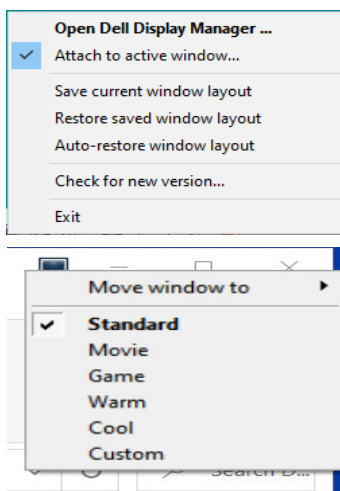 Open Dell Display Manager ...
Attach to active window...
Save current window layout
Restore saved window layout
Auto-restore window layout
Check for new version...
Exit
Move window to
Standard
Movie
Game
Warm
Cool
Custom
Search D...